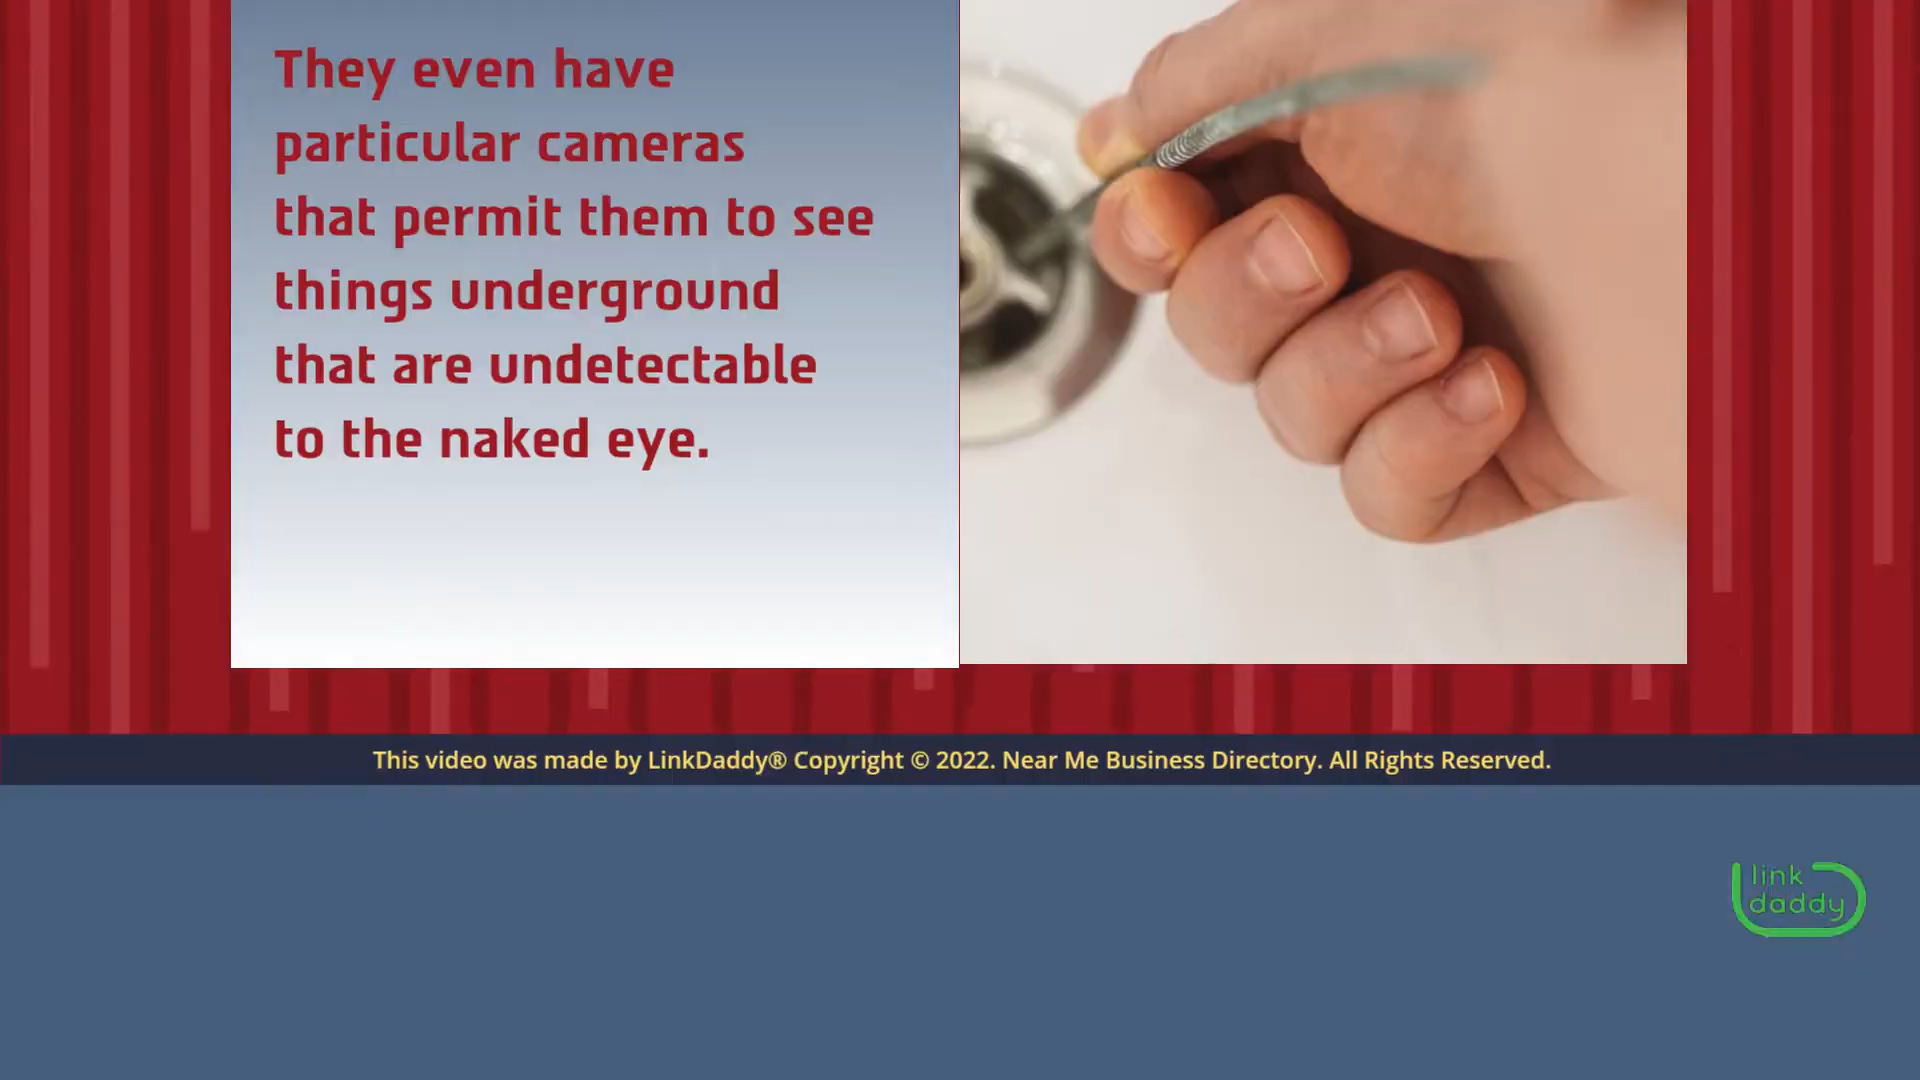 They even have
particular cameras
that permit them to see
things underground
that are undetectable
to the naked eye.
This video was made by LinkDaddy® Copyright © 2022. Near Me Business Directory. All Rights Reserved.
link
daddy